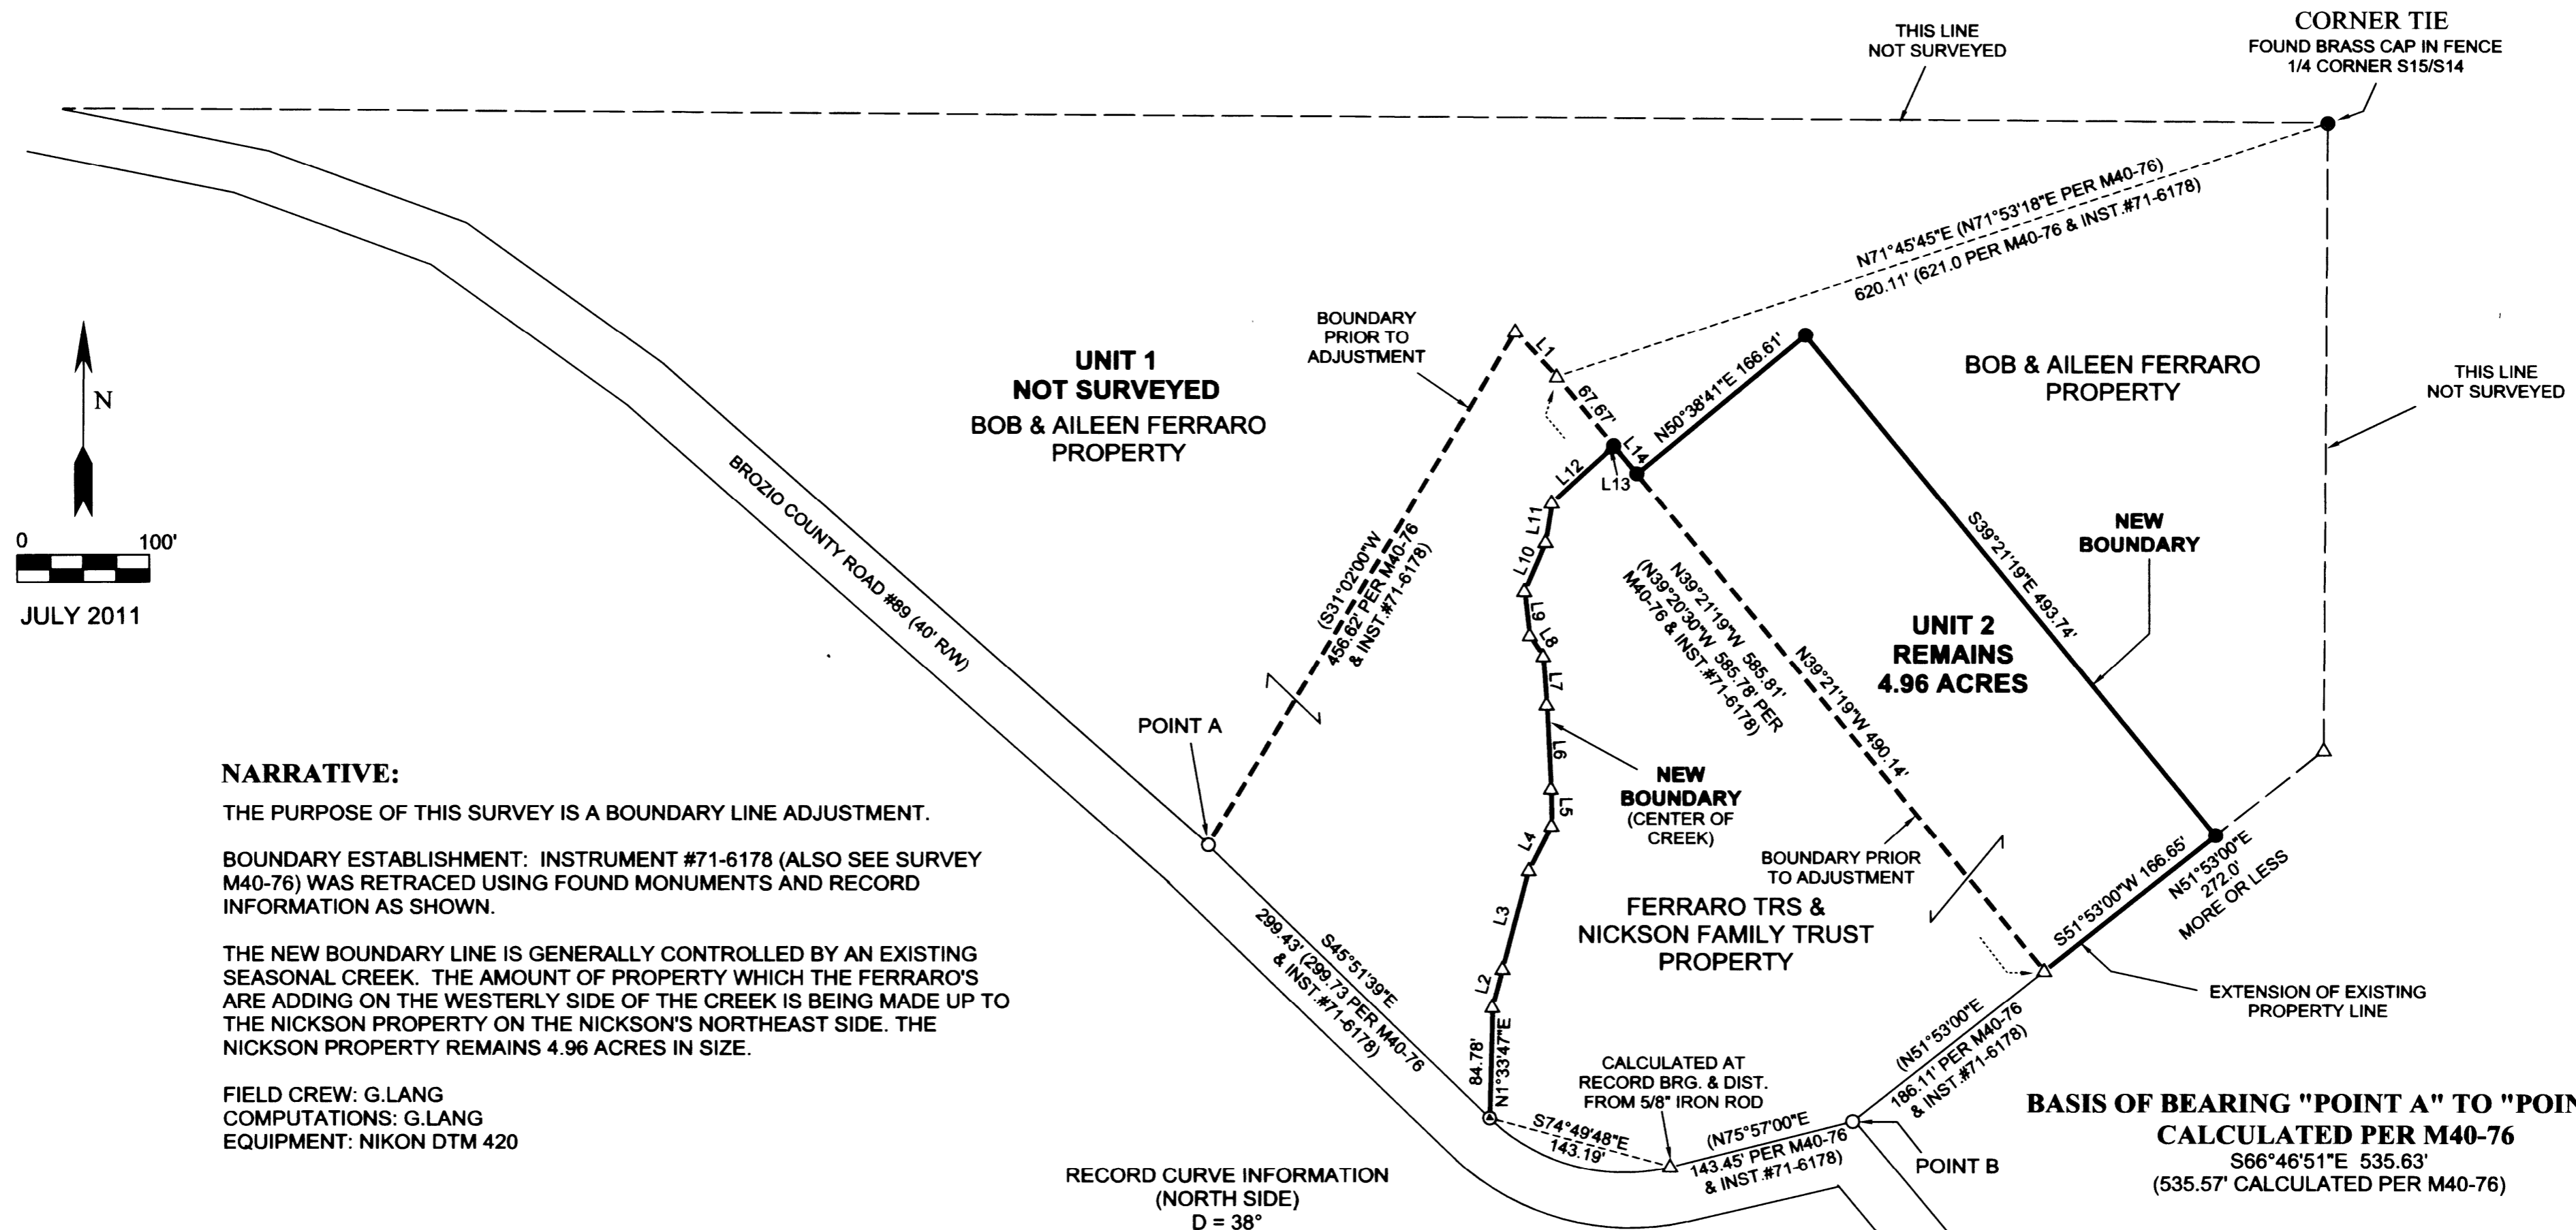 CORNER TIE
FOUND BRASS CAP IN FENCE
1/4 CORNER S15/S14
THIS LINE
NOT SURVEYED
N71°45'45"E (N71°53'18"E PER M40-76)
620.11' (621.0 PER M40-76 & INST.#71-6178)
BOUNDARY
PRIOR TO
ADJUSTMENT
UNIT 1
NOT SURVEYED
BOB & AILEEN FERRARO
PROPERTY
L1
67.67'
L14
N50°38'41"E 166.61'
BOB & AILEEN FERRARO
PROPERTY
THIS LINE
NOT SURVEYED
N
0 100'
JULY 2011
BROZIO COUNTY ROAD #89 (40' R/W)
(S31°02'00"W
456.62' PER M40-76
& INST.#71-6178)
L13
L12
L11
L10
L9
L8
L7
L6
L5
L4
L3
L2
N39°21'19"W 585.81'
(N39°20'30"W 585.78' PER
M40-76 & INST.#71-6178)
N39°21'19"W 490.14'
S39°21'19"E 493.74'
NEW
BOUNDARY
UNIT 2
REMAINS
4.96 ACRES
POINT A
NEW
BOUNDARY
(CENTER OF
CREEK)
BOUNDARY PRIOR
TO ADJUSTMENT
FERRARO TRS &
NICKSON FAMILY TRUST
PROPERTY
S51°53'00"W 166.65'
N51°53'00"E
272.0'
MORE OR LESS
EXTENSION OF EXISTING
PROPERTY LINE
NARRATIVE:
THE PURPOSE OF THIS SURVEY IS A BOUNDARY LINE ADJUSTMENT.
BOUNDARY ESTABLISHMENT: INSTRUMENT #71-6178 (ALSO SEE SURVEY
M40-76) WAS RETRACED USING FOUND MONUMENTS AND RECORD
INFORMATION AS SHOWN.
THE NEW BOUNDARY LINE IS GENERALLY CONTROLLED BY AN EXISTING
SEASONAL CREEK. THE AMOUNT OF PROPERTY WHICH THE FERRARO'S
ARE ADDING ON THE WESTERLY SIDE OF THE CREEK IS BEING MADE UP TO
THE NICKSON PROPERTY ON THE NICKSON'S NORTHEAST SIDE. THE
NICKSON PROPERTY REMAINS 4.96 ACRES IN SIZE.
FIELD CREW: G.LANG
COMPUTATIONS: G.LANG
EQUIPMENT: NIKON DTM 420
S45°51'39"E
299.43' (299.73 PER M40-76
& INST.#71-6178)
84.78'
N1°33'47"E
CALCULATED AT
RECORD BRG. & DIST.
FROM 5/8" IRON ROD
S74°49'48"E
143.19'
(N75°57'00"E
143.45' PER M40-76
& INST.#71-6178)
(N51°53'00"E
186.11' PER M40-76
& INST.#71-6178)
POINT B
BASIS OF BEARING "POINT A" TO "POIN
CALCULATED PER M40-76
S66°46'51"E 535.63'
(535.57' CALCULATED PER M40-76)
RECORD CURVE INFORMATION
(NORTH SIDE)
D = 38°